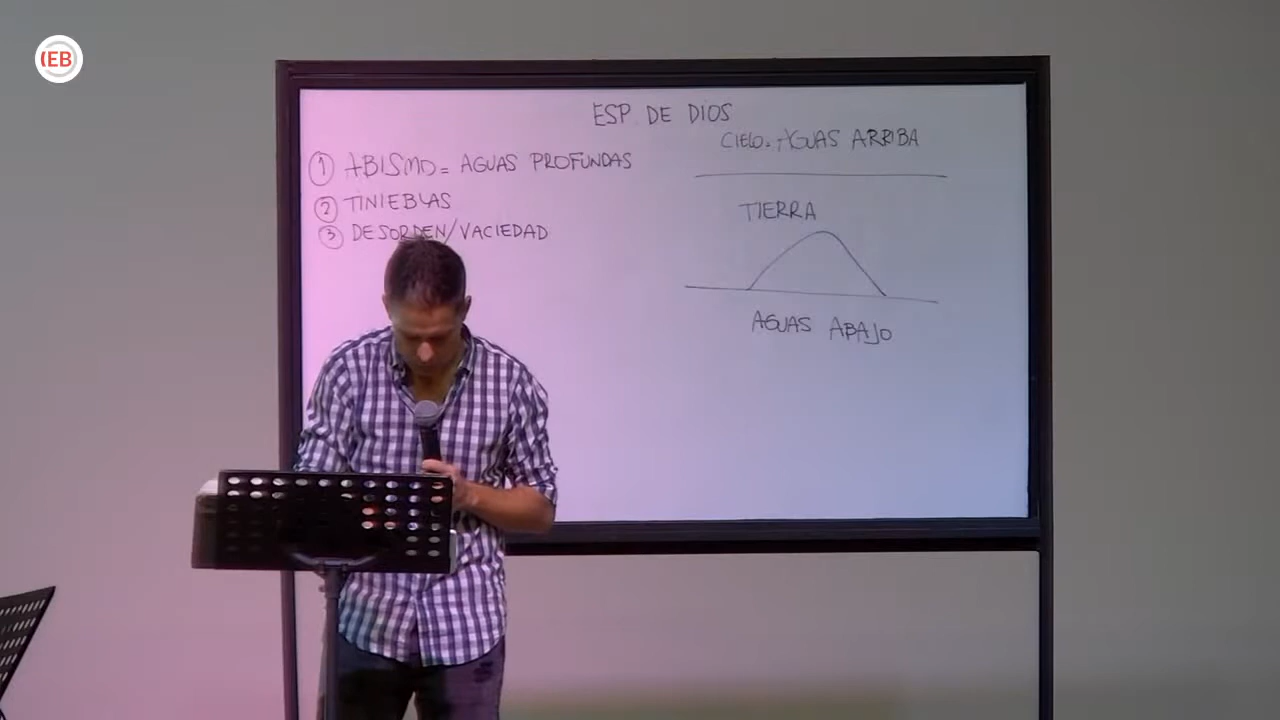 IEB
ESP. DE DIOS
① ABISMO = AGUAS PROFUNDAS
② TINIEBLAS
③ DESORDEN/VACIEDAD
CIELO = AGUAS ARRIBA
TIERRA
AGUAS ABAJO